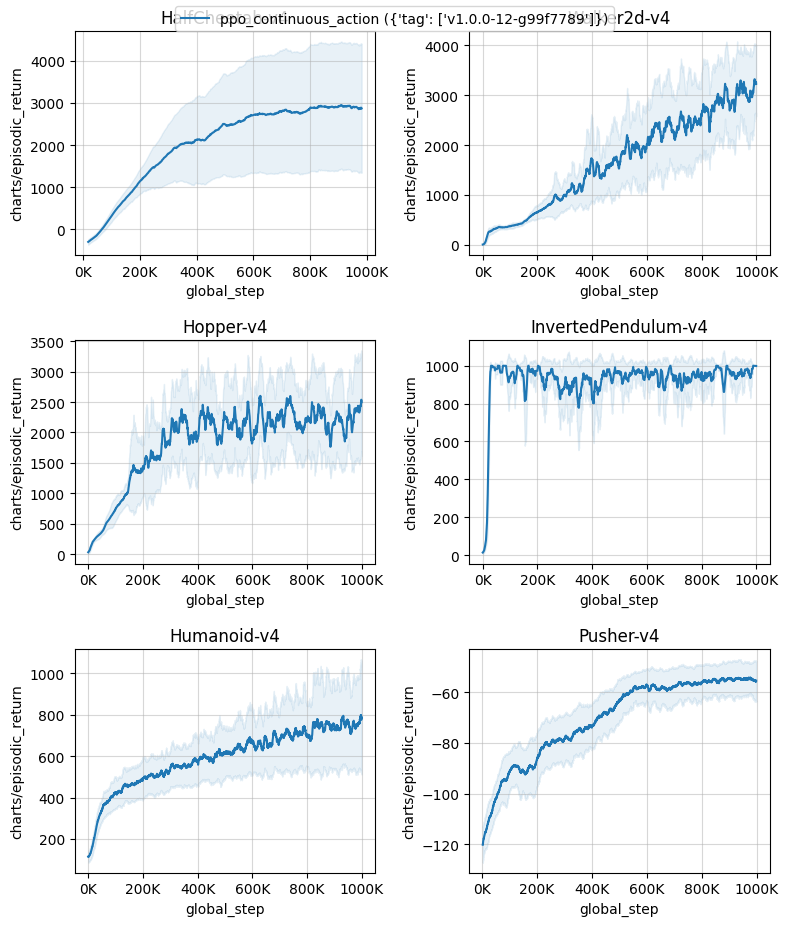 HalfCheetah-v4
ppo_continuous_action ({'tag': ['v1.0.0-12-g99f7789']})
Walker2d-v4
charts/episodic_return
4000
3000
2000
1000
0
0K 200K 400K 600K 800K 1000K
global_step
charts/episodic_return
4000
3000
2000
1000
0
0K 200K 400K 600K 800K 1000K
global_step
Hopper-v4
charts/episodic_return
3500
3000
2500
2000
1500
1000
500
0
0K 200K 400K 600K 800K 1000K
global_step
InvertedPendulum-v4
charts/episodic_return
1000
800
600
400
200
0
0K 200K 400K 600K 800K 1000K
global_step
Humanoid-v4
charts/episodic_return
1000
800
600
400
200
0K 200K 400K 600K 800K 1000K
global_step
Pusher-v4
charts/episodic_return
−60
−80
−100
−120
0K 200K 400K 600K 800K 1000K
global_step